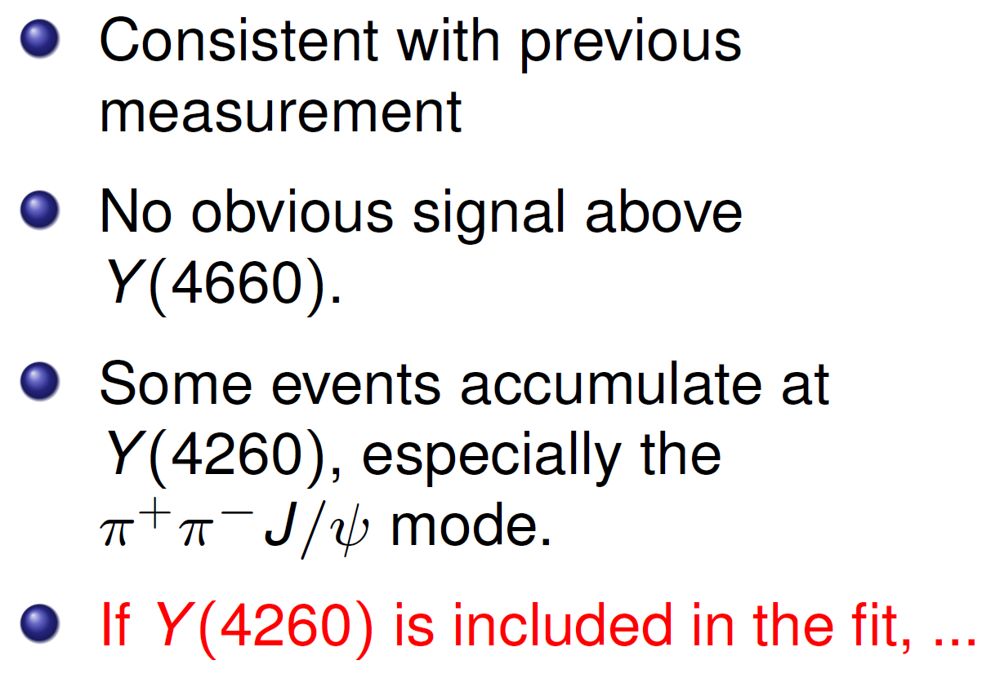 Consistent with previous
measurement
No obvious signal above
Y(4660).
Some events accumulate at
Y(4260), especially the
π⁺π⁻J/ψ mode.
If Y(4260) is included in the fit, ...